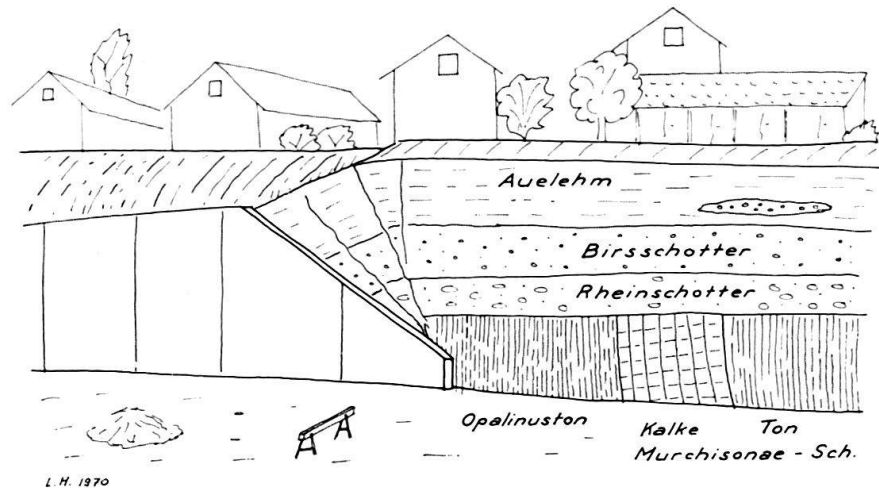 Auelehm
Birsschotter
Rheinschotter
Opalinuston Kalke Ton
Murchisonae - Sch.
L.H. 1970